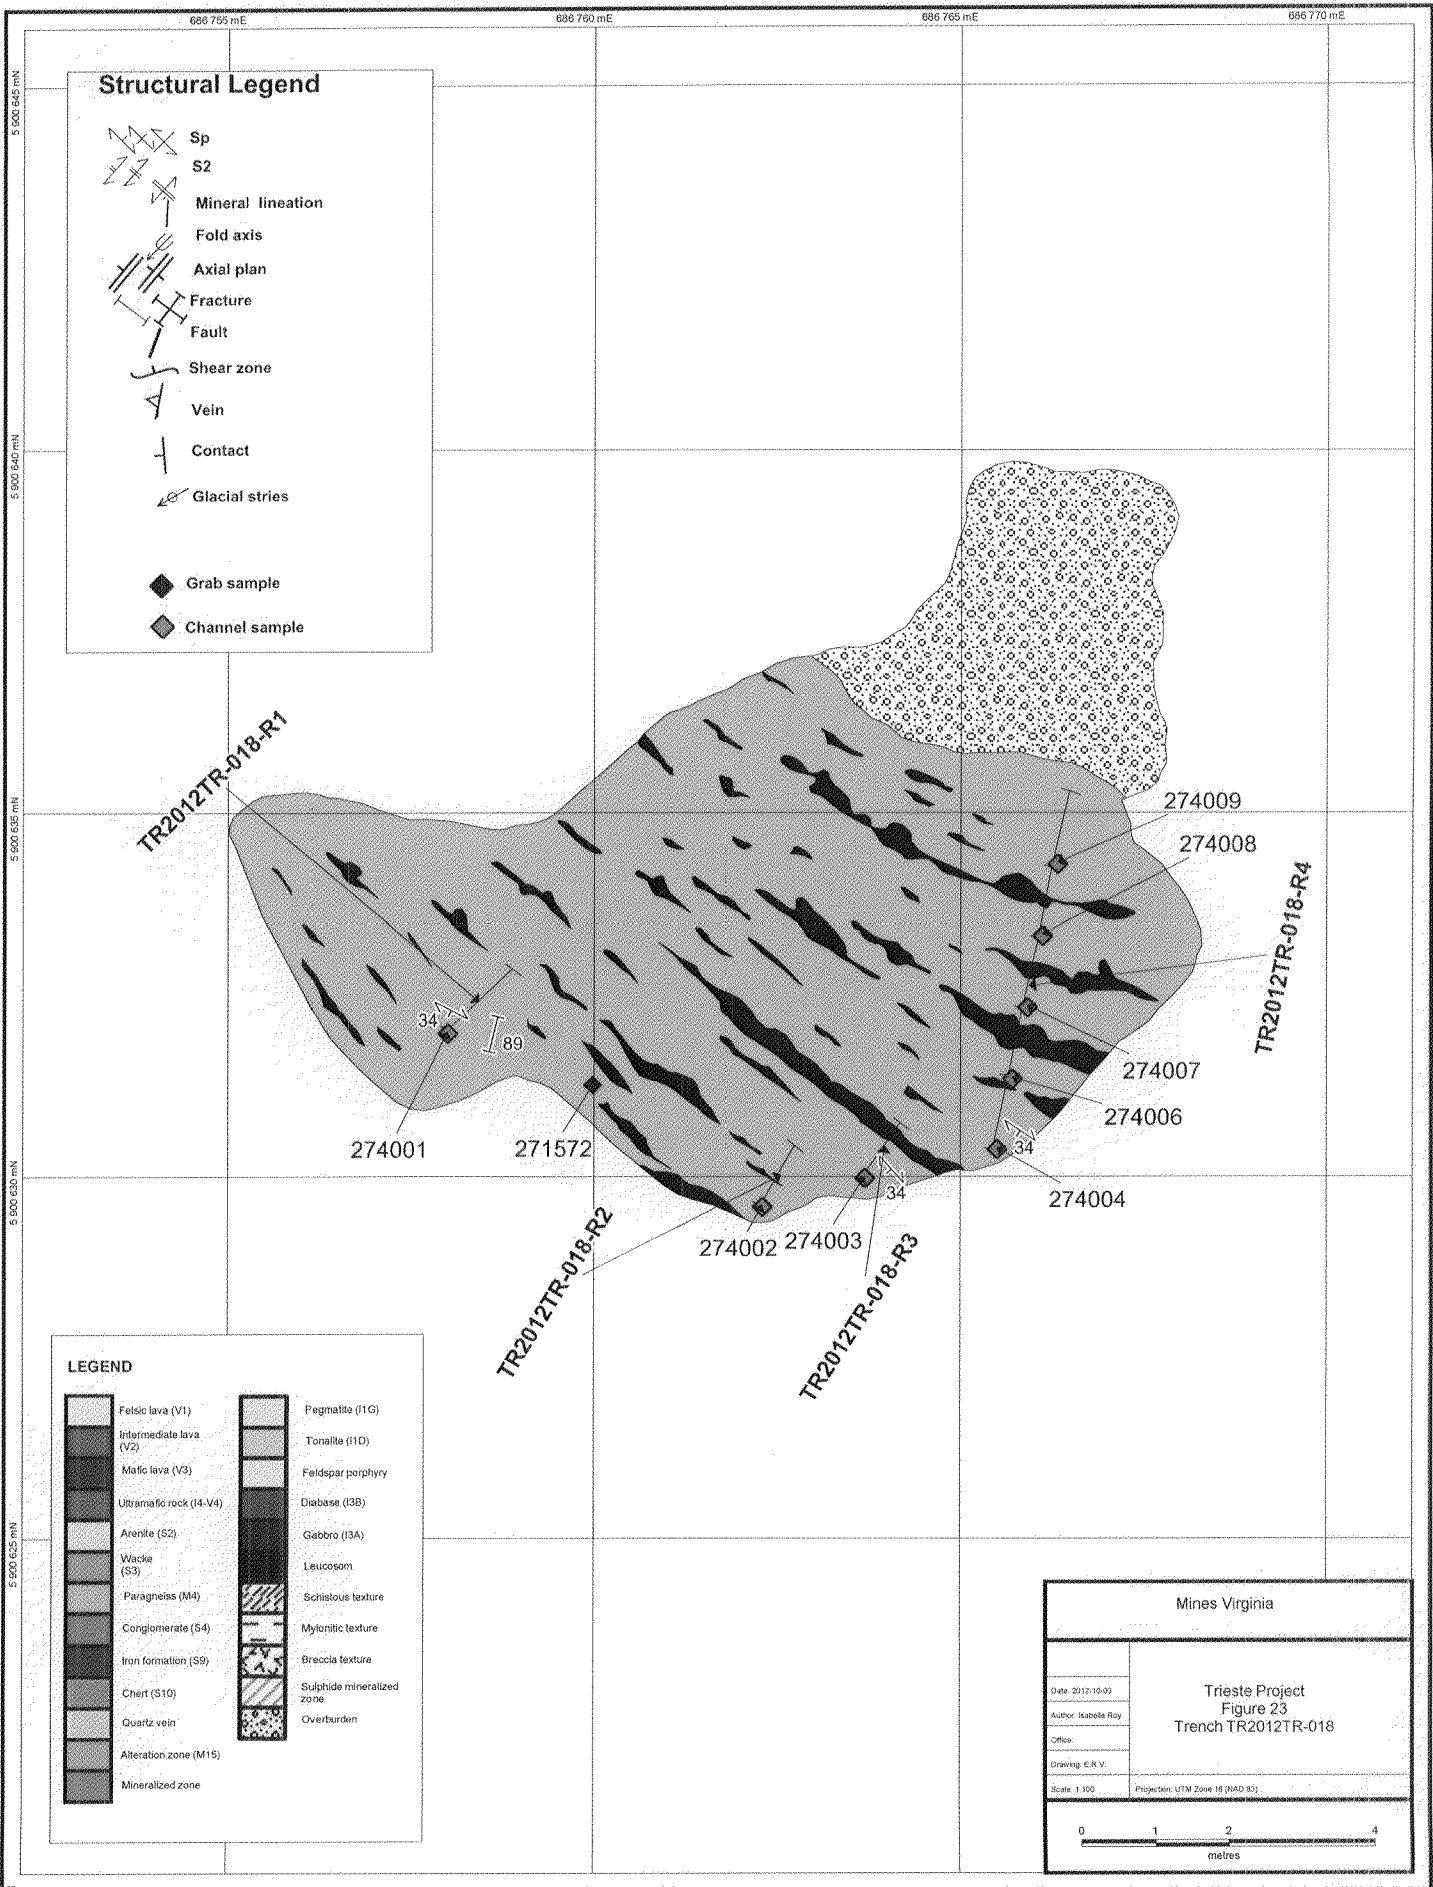 686 755 mE
686 760 mE
686 765 mE
686 770 mE
5 900 645 mN
5 900 640 mN
5 900 635 mN
5 900 630 mN
5 900 625 mN
Structural Legend
Sp
S2
Mineral lineation
Fold axis
Axial plan
Fracture
Fault
Shear zone
Vein
Contact
Glacial stries
Grab sample
Channel sample
TR2012TR-018-R1
274009
274008
TR2012TR-018-R4
34
89
274007
274006
274001
271572
34
274004
34
274002
274003
TR2012TR-018-R2
TR2012TR-018-R3
LEGEND
Felsic lava (V1)
Intermediate lava
(V2)
Mafic lava (V3)
Ultramafic rock (I4-V4)
Arenite (S2)
Wacke
(S3)
Paragneiss (M4)
Conglomerate (S4)
Iron formation (S9)
Chert (S10)
Quartz vein
Alteration zone (M15)
Mineralized zone
Pegmatite (I1G)
Tonalite (I1D)
Feldspar porphyry
Diabase (I3B)
Gabbro (I3A)
Leucosom
Schistous texture
Mylonitic texture
Breccia texture
Sulphide mineralized
zone
Overburden
Mines Virginia
Date: 2012-10-03
Author: Isabelle Roy
Office:
Drawing: E.R.V.
Scale: 1:100
Trieste Project
Figure 23
Trench TR2012TR-018
Projection: UTM Zone 18 (NAD 83)
0 1 2 4
metres